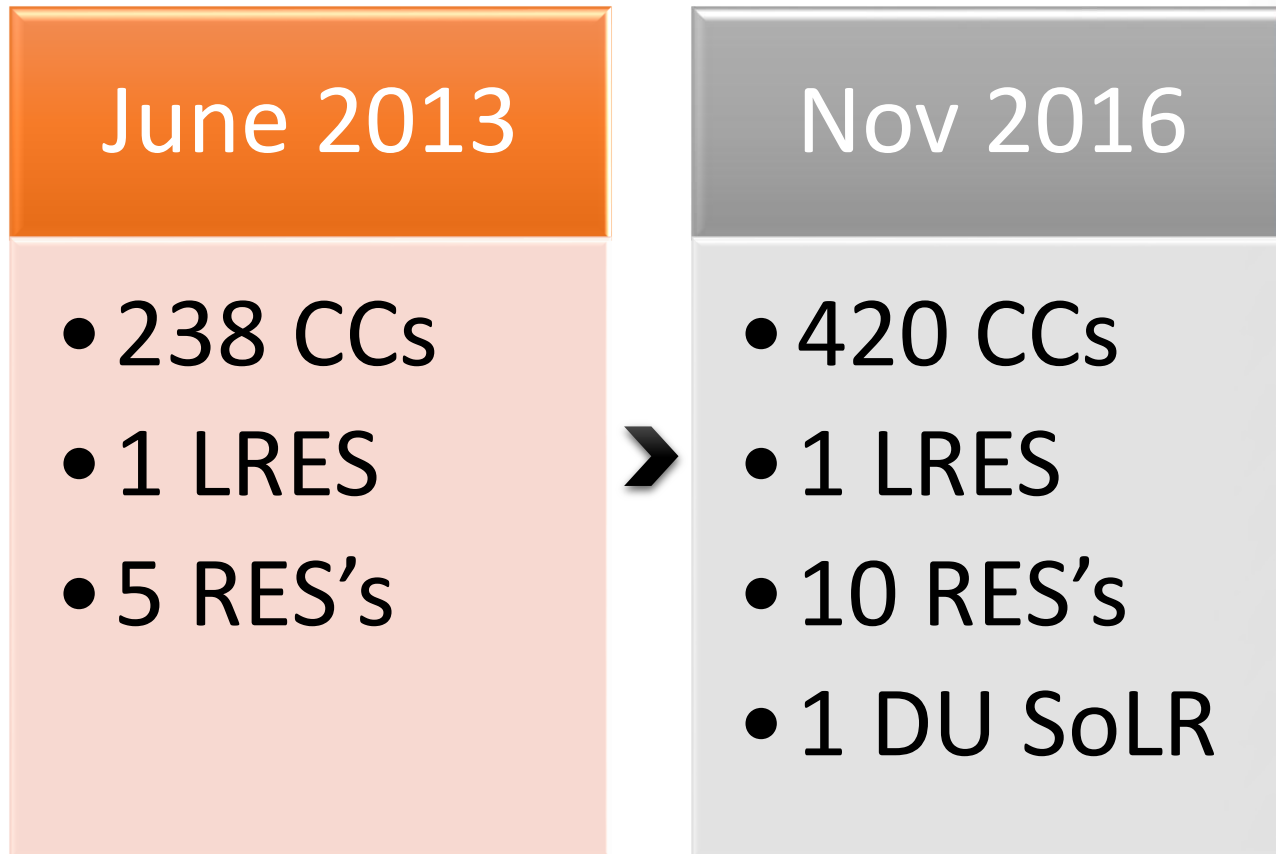 June 2013
• 238 CCs
• 1 LRES
• 5 RES’s
Nov 2016
• 420 CCs
• 1 LRES
• 10 RES’s
• 1 DU SoLR